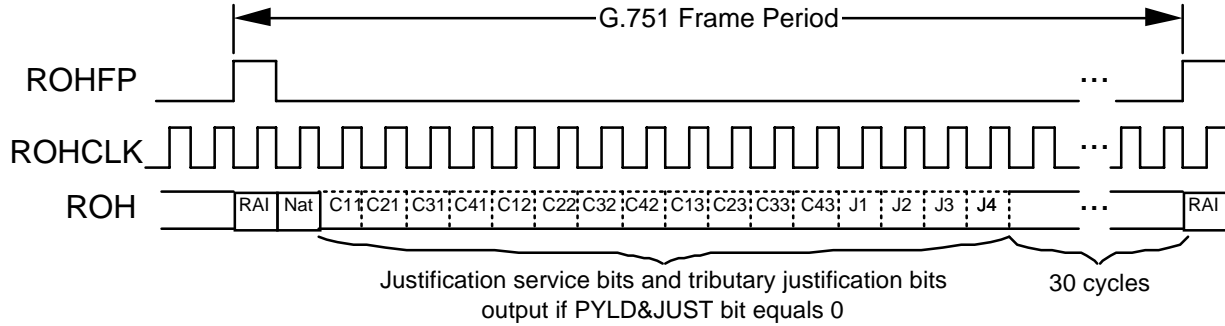 G.751 Frame Period
ROHFP ...
ROHCLK ...
ROH RAI Nat C11 C21 C31 C41 C12 C22 C32 C42 C13 C23 C33 C43 J1 J2 J3 J4 ... RAI
Justification service bits and tributary justification bits 30 cycles
output if PYLD&JUST bit equals 0